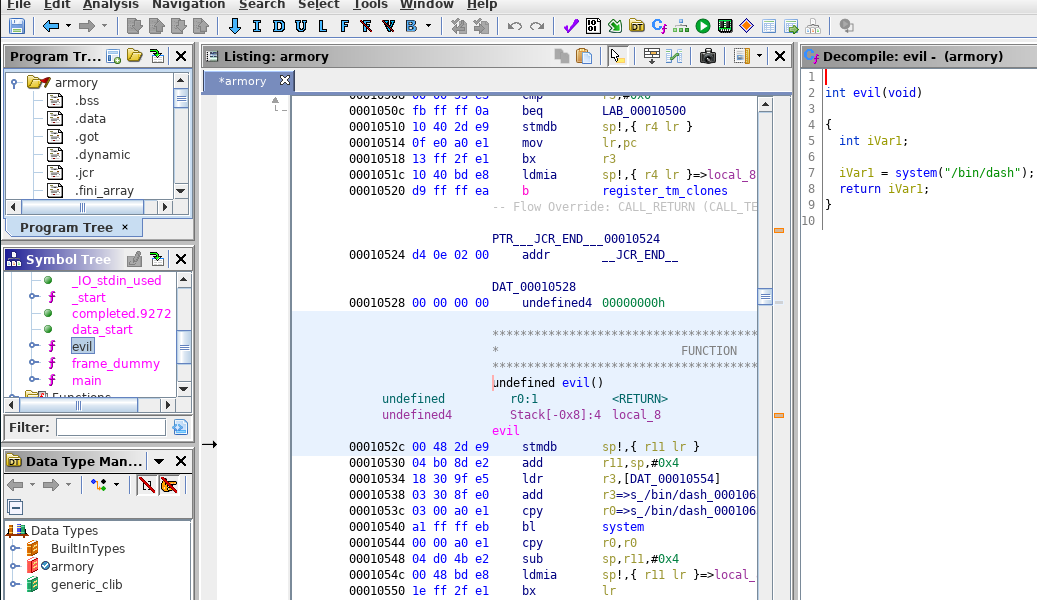 File Edit Analysis Navigation Search Select Tools Window Help
I D U L F R V B
Program Tr...
armory
.bss
.data
.got
.dynamic
.jcr
.fini_array
Program Tree ×
Symbol Tree
_IO_stdin_used
_start
completed.9272
data_start
evil
frame_dummy
main
Functions
Filter:
Data Type Man...
Data Types
BuiltInTypes
armory
generic_clib
Listing: armory
*armory
0001050c fb ff ff 0a beq LAB_00010500
00010510 10 40 2d e9 stmdb sp!,{ r4 lr }
00010514 0f e0 a0 e1 mov lr,pc
00010518 13 ff 2f e1 bx r3
0001051c 10 40 bd e8 ldmia sp!,{ r4 lr }=>local_8
00010520 d9 ff ff ea b register_tm_clones
-- Flow Override: CALL_RETURN (CALL_TE
PTR___JCR_END___00010524
00010524 d4 0e 02 00 addr __JCR_END__
DAT_00010528
00010528 00 00 00 00 undefined4 00000000h
**************************************
* FUNCTION
**************************************
undefined evil()
undefined r0:1 <RETURN>
undefined4 Stack[-0x8]:4 local_8
evil
0001052c 00 48 2d e9 stmdb sp!,{ r11 lr }
00010530 04 b0 8d e2 add r11,sp,#0x4
00010534 18 30 9f e5 ldr r3,[DAT_00010554]
00010538 03 30 8f e0 add r3=>s_/bin/dash_000106
0001053c 03 00 a0 e1 cpy r0=>s_/bin/dash_000106
00010540 a1 ff ff eb bl system
00010544 00 00 a0 e1 cpy r0,r0
00010548 04 d0 4b e2 sub sp,r11,#0x4
0001054c 00 48 bd e8 ldmia sp!,{ r11 lr }=>local_
00010550 1e ff 2f e1 bx lr
Decompile: evil - (armory)
1
2 int evil(void)
3
4 {
5 int iVar1;
6
7 iVar1 = system("/bin/dash");
8 return iVar1;
9 }
10